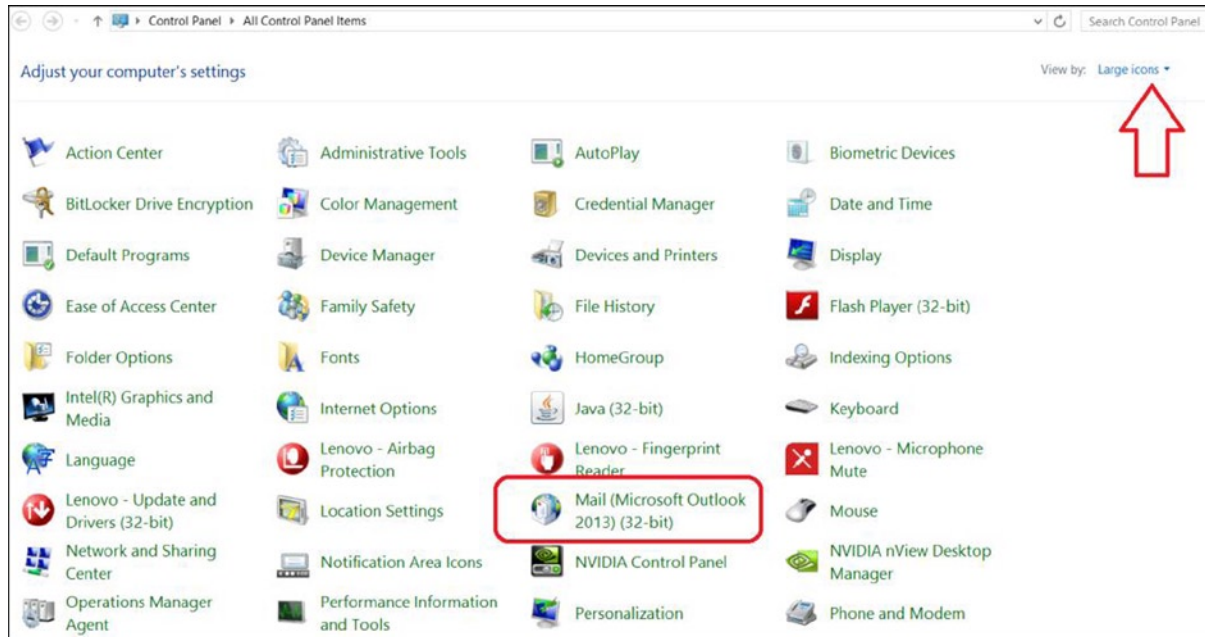 Control Panel ▸ All Control Panel Items
Search Control Panel
Adjust your computer's settings
View by: Large icons
Action Center
Administrative Tools
AutoPlay
Biometric Devices
BitLocker Drive Encryption
Color Management
Credential Manager
Date and Time
Default Programs
Device Manager
Devices and Printers
Display
Ease of Access Center
Family Safety
File History
Flash Player (32-bit)
Folder Options
Fonts
HomeGroup
Indexing Options
Intel(R) Graphics and
Media
Internet Options
Java (32-bit)
Keyboard
Language
Lenovo - Airbag
Protection
Lenovo - Fingerprint
Reader
Lenovo - Microphone
Mute
Lenovo - Update and
Drivers (32-bit)
Location Settings
Mail (Microsoft Outlook
2013) (32-bit)
Mouse
Network and Sharing
Center
Notification Area Icons
NVIDIA Control Panel
NVIDIA nView Desktop
Manager
Operations Manager
Agent
Performance Information
and Tools
Personalization
Phone and Modem